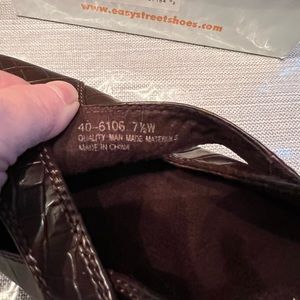 www.easystreetshoes.com
40-6106 7½W
QUALITY MAN MADE MATERIALS
MADE IN CHINA